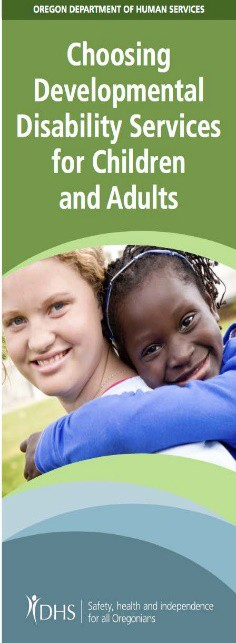 OREGON DEPARTMENT OF HUMAN SERVICES
Choosing
Developmental
Disability Services
for Children
and Adults
DHS
Safety, health and independence
for all Oregonians